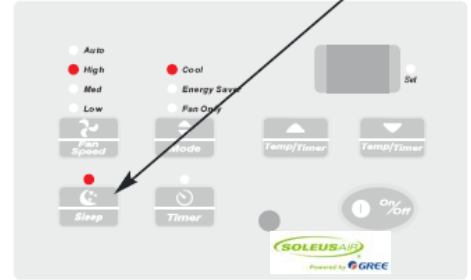 Auto
High
Med
Low
Cool
Energy Saver
Fan Only
Set
Fan
Speed
Mode
Temp/Timer
Temp/Timer
Sleep
Timer
On/Off
SOLEUSAIR
Powered by GREE